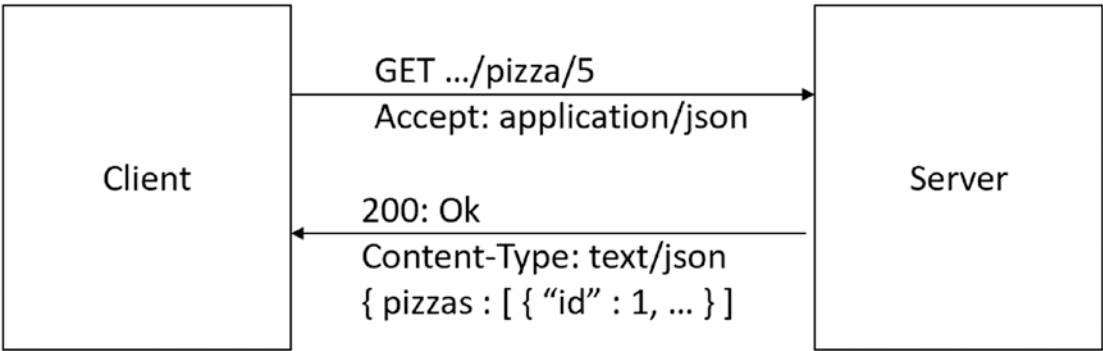 Client
GET .../pizza/5
Accept: application/json
200: Ok
Content-Type: text/json
{ pizzas : [ { “id” : 1, ... } ]
Server